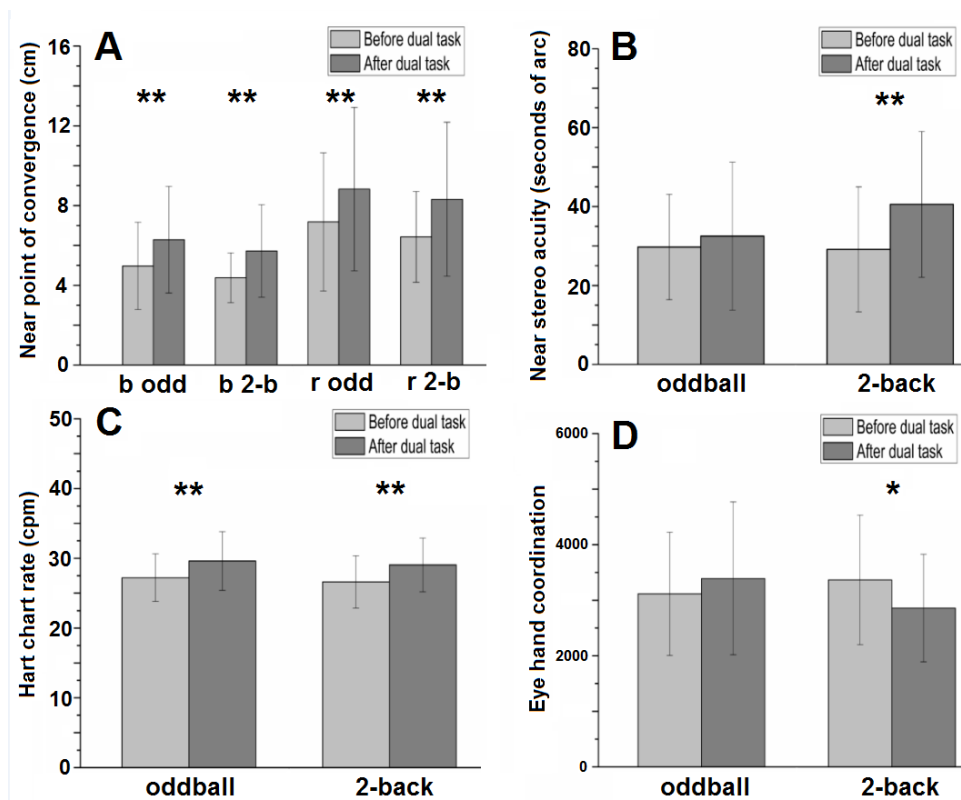 A
Before dual task
After dual task
Near point of convergence (cm)
16
12
8
4
0
** ** ** **
b odd b 2-b r odd r 2-b
B
Before dual task
After dual task
Near stereo acuity (seconds of arc)
80
60
40
20
0
**
oddball 2-back
C
Before dual task
After dual task
Hart chart rate (cpm)
50
40
30
20
10
0
** **
oddball 2-back
D
Before dual task
After dual task
Eye hand coordination
6000
4000
2000
0
*
oddball 2-back